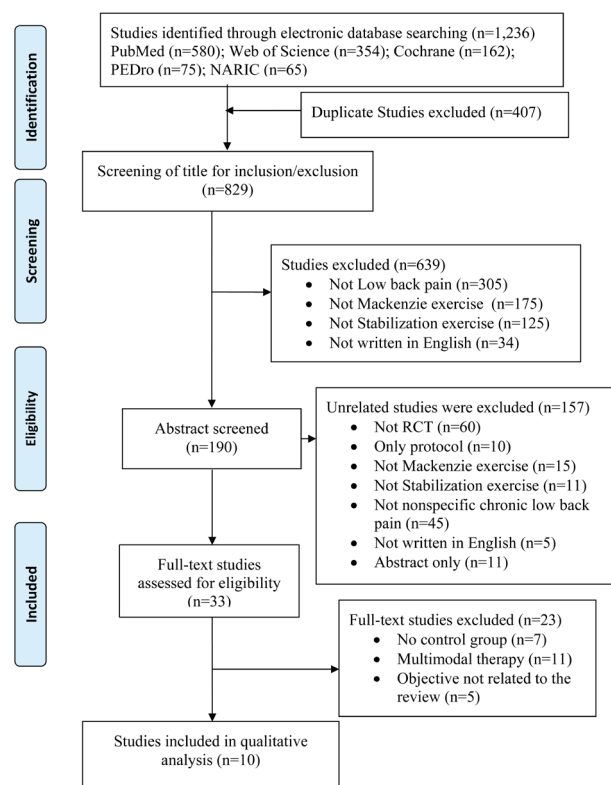 Identification
Studies identified through electronic database searching (n=1,236)
PubMed (n=580); Web of Science (n=354); Cochrane (n=162);
PEDro (n=75); NARIC (n=65)
Duplicate Studies excluded (n=407)
Screening of title for inclusion/exclusion
(n=829)
Screening
Studies excluded (n=639)
• Not Low back pain (n=305)
• Not Mackenzie exercise (n=175)
• Not Stabilization exercise (n=125)
• Not written in English (n=34)
Eligibility
Abstract screened
(n=190)
Unrelated studies were excluded (n=157)
• Not RCT (n=60)
• Only protocol (n=10)
• Not Mackenzie exercise (n=15)
• Not Stabilization exercise (n=11)
• Not nonspecific chronic low back
pain (n=45)
• Not written in English (n=5)
• Abstract only (n=11)
Included
Full-text studies
assessed for eligibility
(n=33)
Full-text studies excluded (n=23)
• No control group (n=7)
• Multimodal therapy (n=11)
• Objective not related to the
review (n=5)
Studies included in qualitative
analysis (n=10)